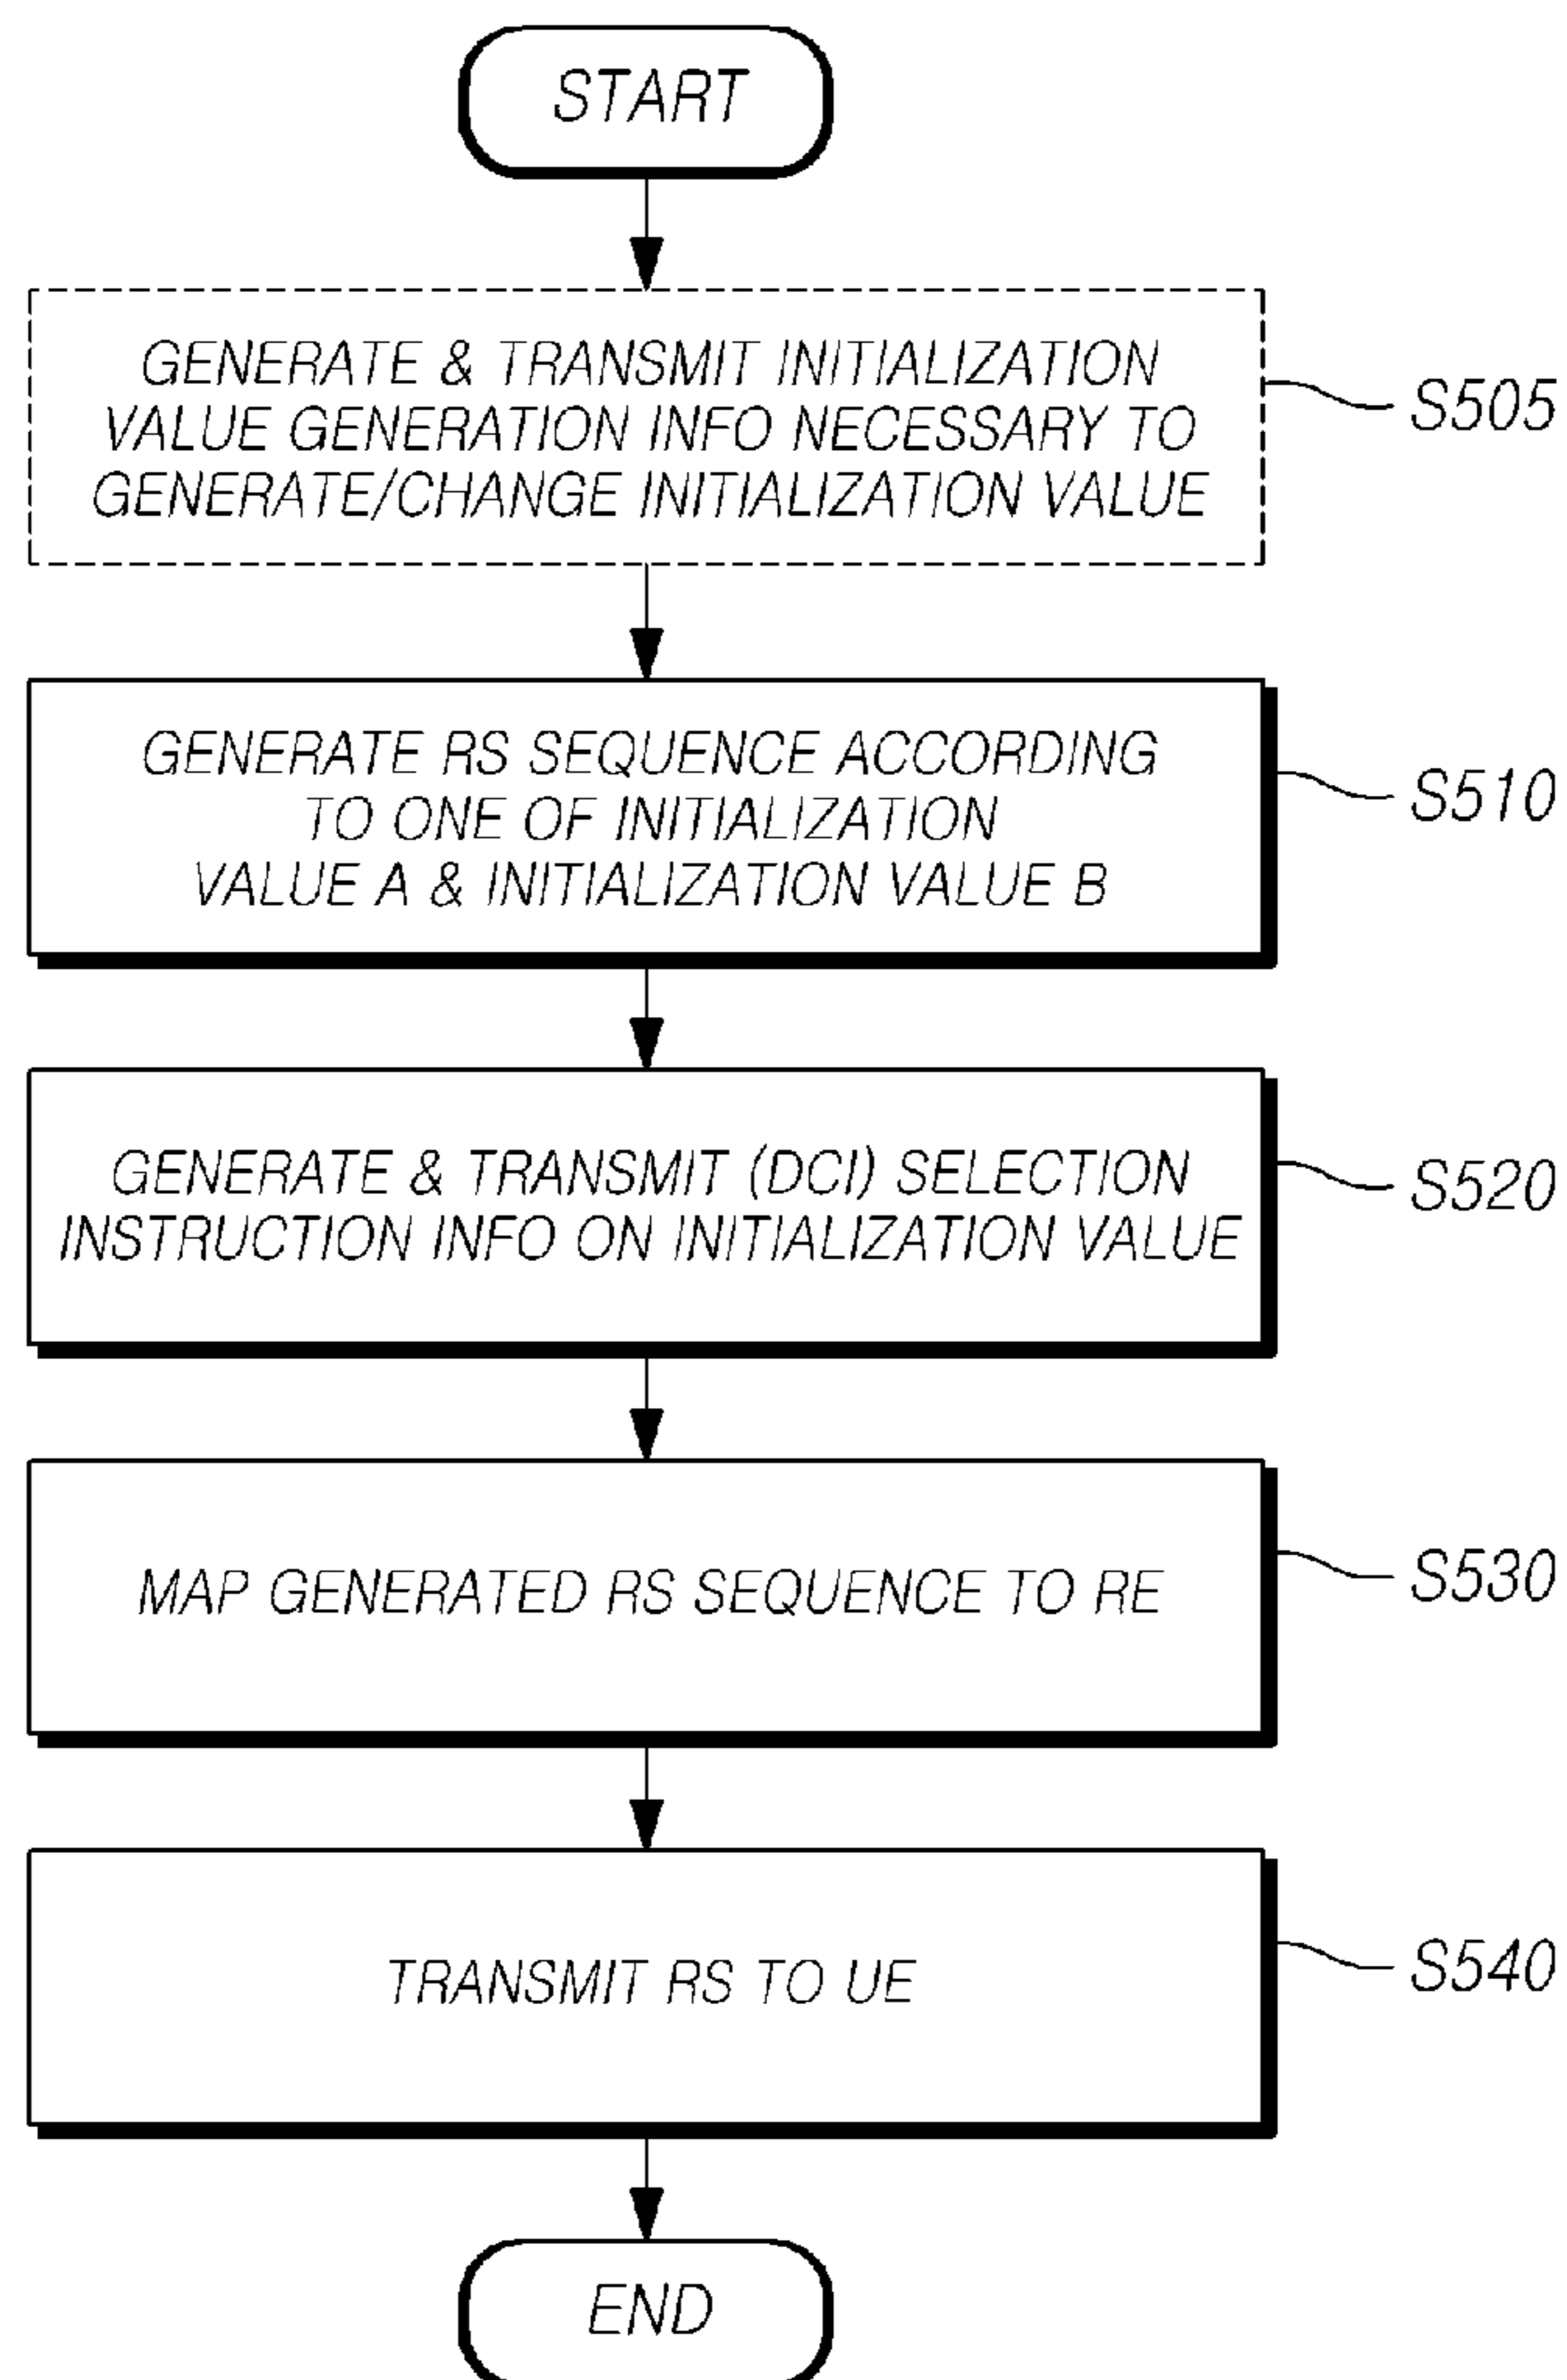 START
GENERATE & TRANSMIT INITIALIZATION
VALUE GENERATION INFO NECESSARY TO
GENERATE/CHANGE INITIALIZATION VALUE
S505
GENERATE RS SEQUENCE ACCORDING
TO ONE OF INITIALIZATION
VALUE A & INITIALIZATION VALUE B
S510
GENERATE & TRANSMIT (DCI) SELECTION
INSTRUCTION INFO ON INITIALIZATION VALUE
S520
MAP GENERATED RS SEQUENCE TO RE
S530
TRANSMIT RS TO UE
S540
END